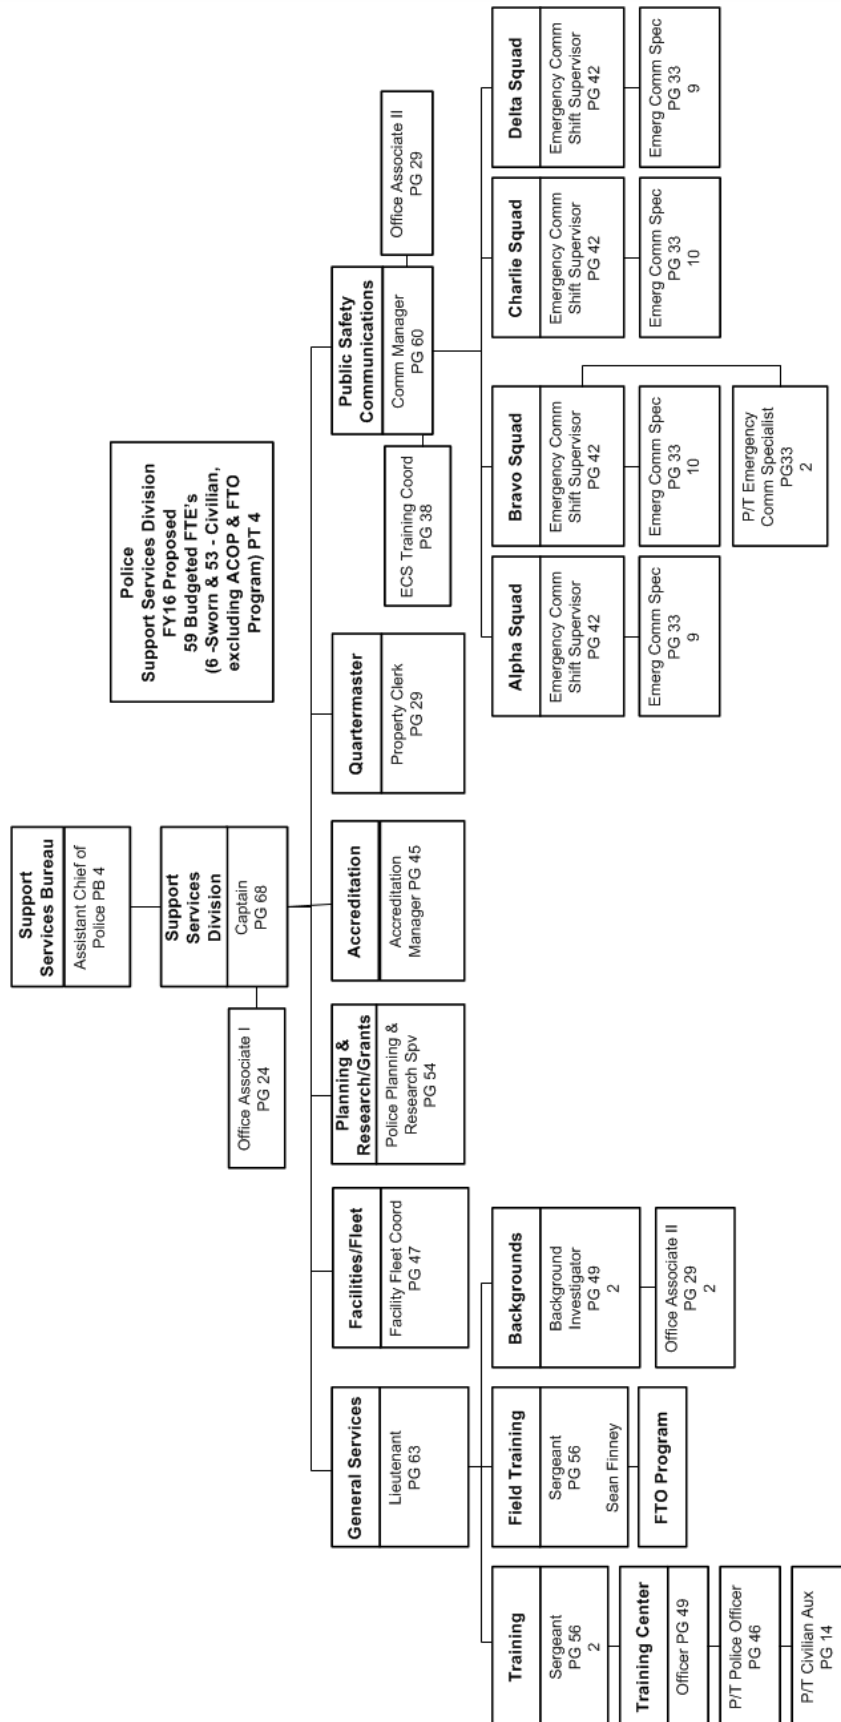 Support
Services Bureau
Assistant Chief of
Police PB 4
Police
Support Services Division
FY16 Proposed
59 Budgeted FTE's
(6 -Sworn & 53 - Civilian,
excluding ACOP & FTO
Program) PT 4
Support
Services
Division
Captain
PG 68
Office Associate I
PG 24
General Services
Lieutenant
PG 63
Facilities/Fleet
Facility Fleet Coord
PG 47
Planning &
Research/Grants
Police Planning &
Research Spv
PG 54
Accreditation
Accreditation
Manager PG 45
Quartermaster
Property Clerk
PG 29
Public Safety
Communications
Comm Manager
PG 60
Office Associate II
PG 29
ECS Training Coord
PG 38
Training
Sergeant
PG 56
2
Training Center
Officer PG 49
P/T Police Officer
PG 46
P/T Civilian Aux
PG 14
Field Training
Sergeant
PG 56
Sean Finney
FTO Program
Backgrounds
Background
Investigator
PG 49
2
Office Associate II
PG 29
2
Alpha Squad
Emergency Comm
Shift Supervisor
PG 42
Emerg Comm Spec
PG 33
9
Bravo Squad
Emergency Comm
Shift Supervisor
PG 42
Emerg Comm Spec
PG 33
10
P/T Emergency
Comm Specialist
PG33
2
Charlie Squad
Emergency Comm
Shift Supervisor
PG 42
Emerg Comm Spec
PG 33
10
Delta Squad
Emergency Comm
Shift Supervisor
PG 42
Emerg Comm Spec
PG 33
9